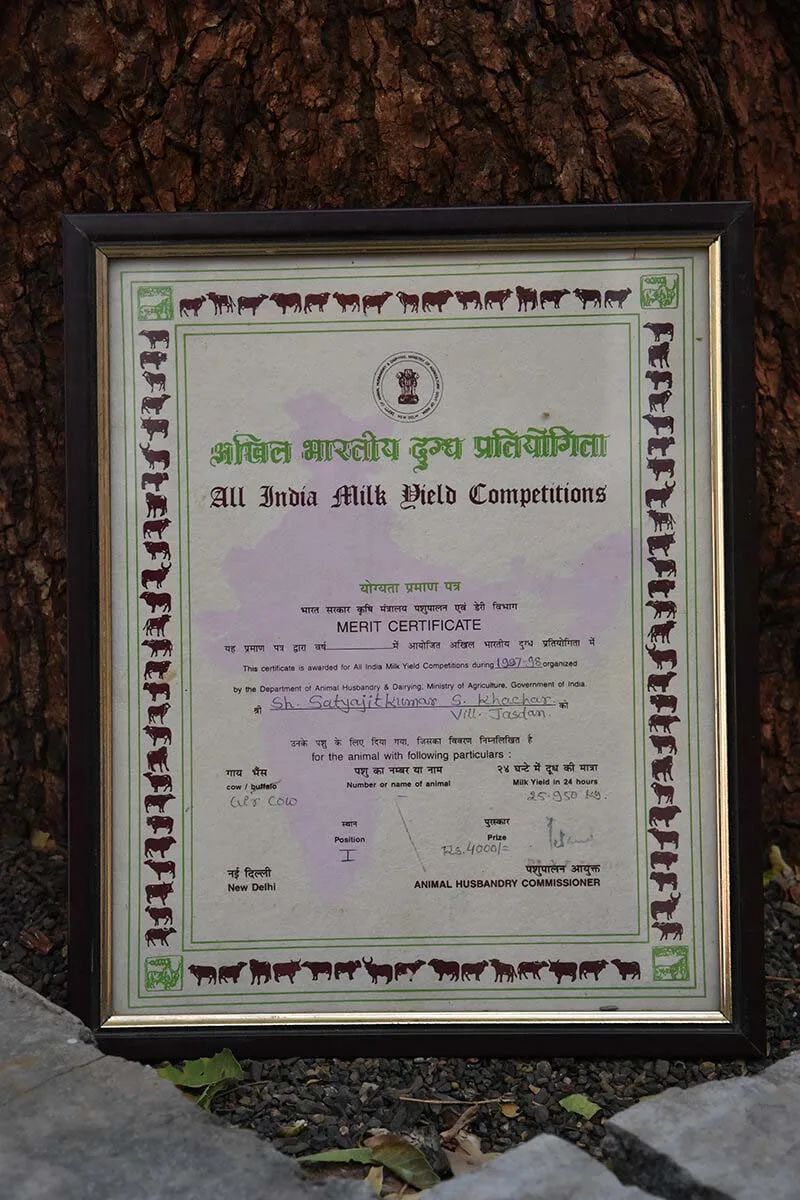 अखिल भारतीय दुग्ध प्रतियोगिता
All India Milk Yield Competitions
योग्यता प्रमाण पत्र
भारत सरकार कृषि मंत्रालय पशुपालन एवं डेरी विभाग
MERIT CERTIFICATE
यह प्रमाण पत्र द्वारा वर्ष में आयोजित अखिल भारतीय दुग्ध प्रतियोगिता में
This certificate is awarded for All India Milk Yield Competitions during 1997-98 organized
by the Department of Animal Husbandry & Dairying, Ministry of Agriculture, Government of India.
श्री Sh. Satyajitkumar S. Khachar को
Vill. Jasdan.
उनके पशु के लिए दिया गया, जिसका विवरण निम्नलिखित है
for the animal with following particulars :
गाय भैंस पशु का नम्बर या नाम २४ घन्टे में दूध की मात्रा
cow / buffalo Number or name of animal Milk Yield in 24 hours
Gir Cow 25.950 kg.
स्थान पुरस्कार
Position Prize
I Rs.4000/=
नई दिल्ली पशुपालन आयुक्त
New Delhi ANIMAL HUSBANDRY COMMISSIONER